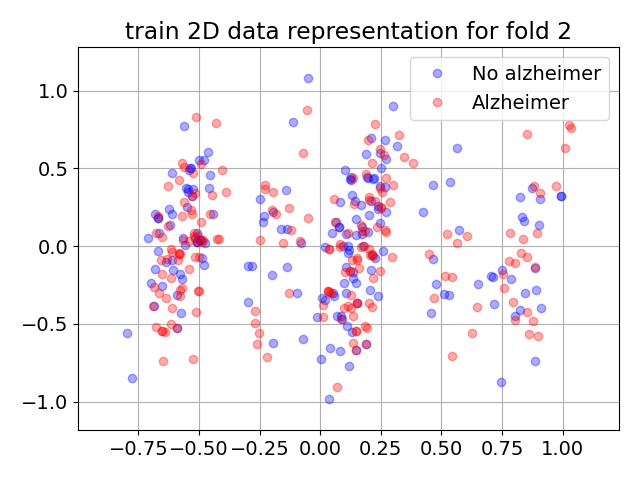 train 2D data representation for fold 2
No alzheimer
Alzheimer
1.0
0.5
0.0
−0.5
−1.0
−0.75 −0.50 −0.25 0.00 0.25 0.50 0.75 1.00